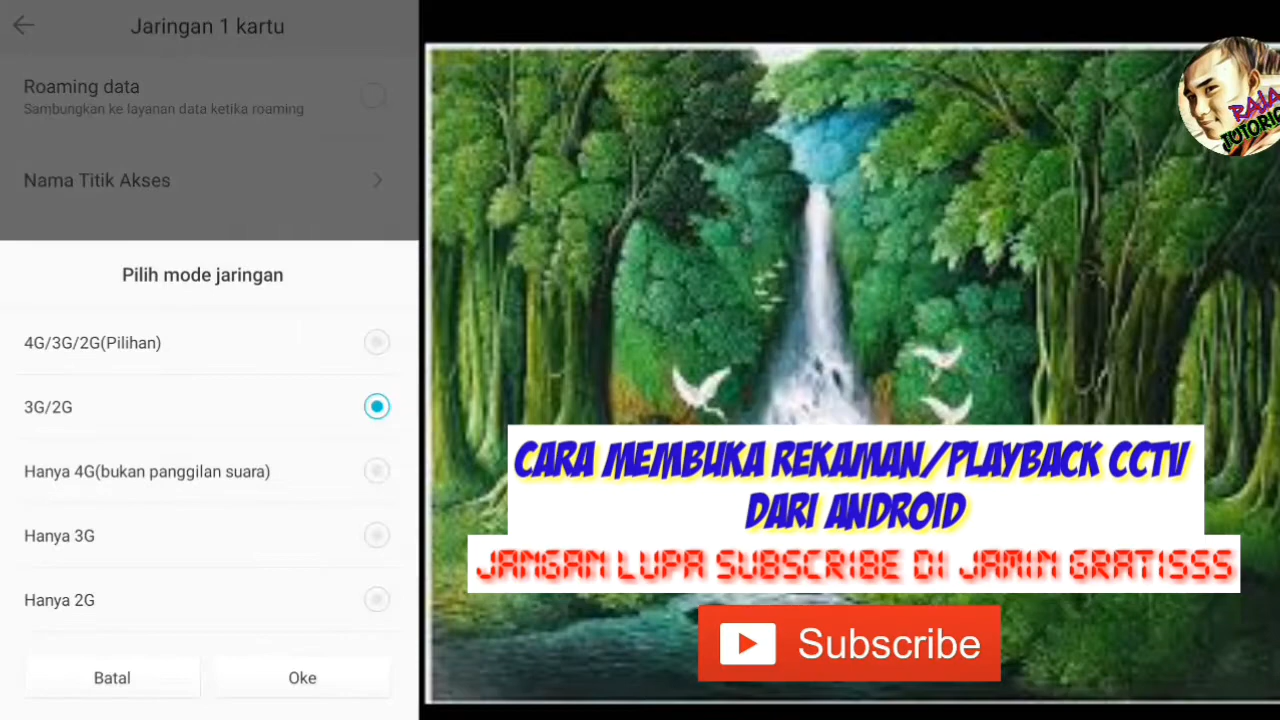 Jaringan 1 kartu
Roaming data
Sambungkan ke layanan data ketika roaming
Nama Titik Akses
Pilih mode jaringan
4G/3G/2G(Pilihan)
3G/2G
Hanya 4G(bukan panggilan suara)
Hanya 3G
Hanya 2G
Batal
Oke
RAJA
CARA MEMBUKA REKAMAN/PLAYBACK CCTV
DARI ANDROID
JANGAN LUPA SUBSCRIBE DI JAMIN GRATISSS
Subscribe